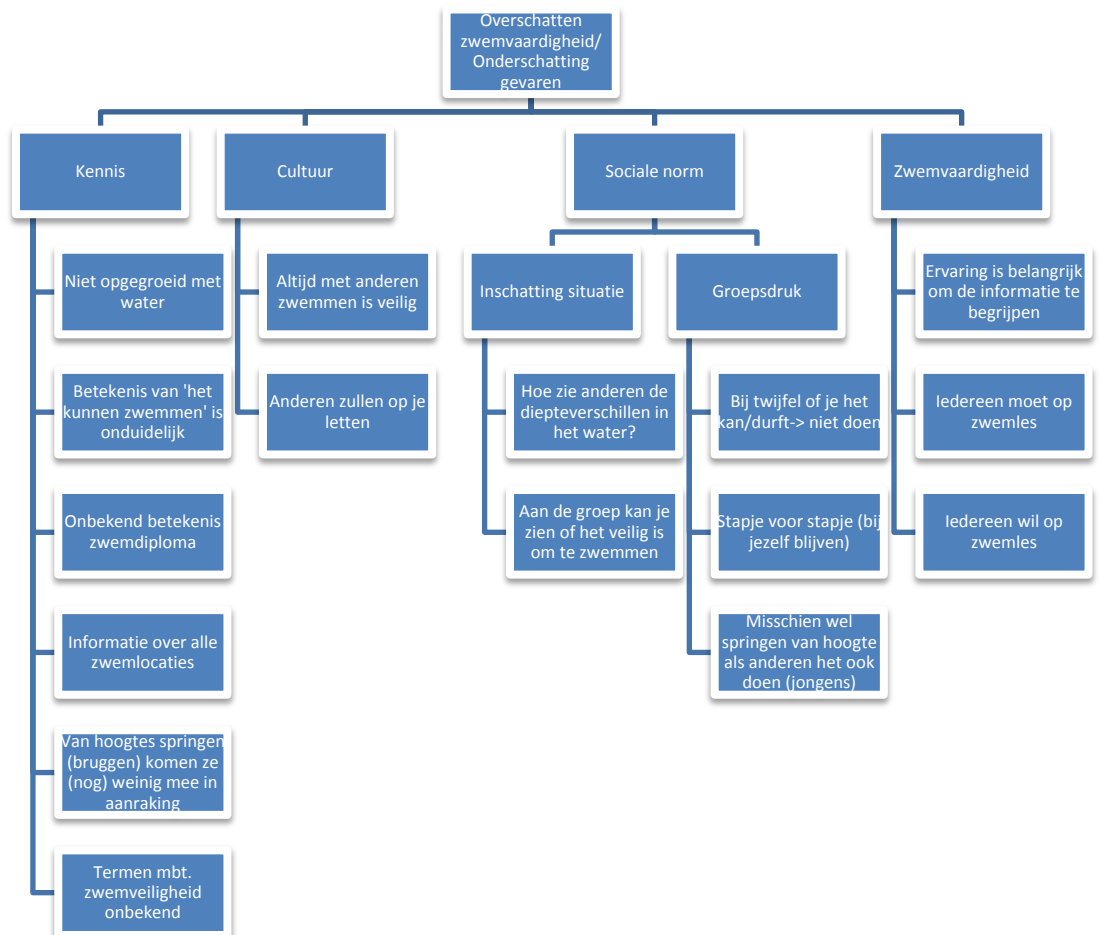 Overschatten
zwemvaardigheid/
Onderschatting
gevaren
Kennis
Cultuur
Sociale norm
Zwemvaardigheid
Niet opgegroeid met
water
Betekenis van 'het
kunnen zwemmen' is
onduidelijk
Onbekend betekenis
zwemdiploma
Informatie over alle
zwemlocaties
Van hoogtes springen
(bruggen) komen ze
(nog) weinig mee in
aanraking
Termen mbt.
zwemveiligheid
onbekend
Altijd met anderen
zwemmen is veilig
Anderen zullen op je
letten
Inschatting situatie
Hoe zie anderen de
diepteverschillen in
het water?
Aan de groep kan je
zien of het veilig is
om te zwemmen
Groepsdruk
Bij twijfel of je het
kan/durft-> niet doen
Stapje voor stapje (bij
jezelf blijven)
Misschien wel
springen van hoogte
als anderen het ook
doen (jongens)
Ervaring is belangrijk
om de informatie te
begrijpen
Iedereen moet op
zwemles
Iedereen wil op
zwemles